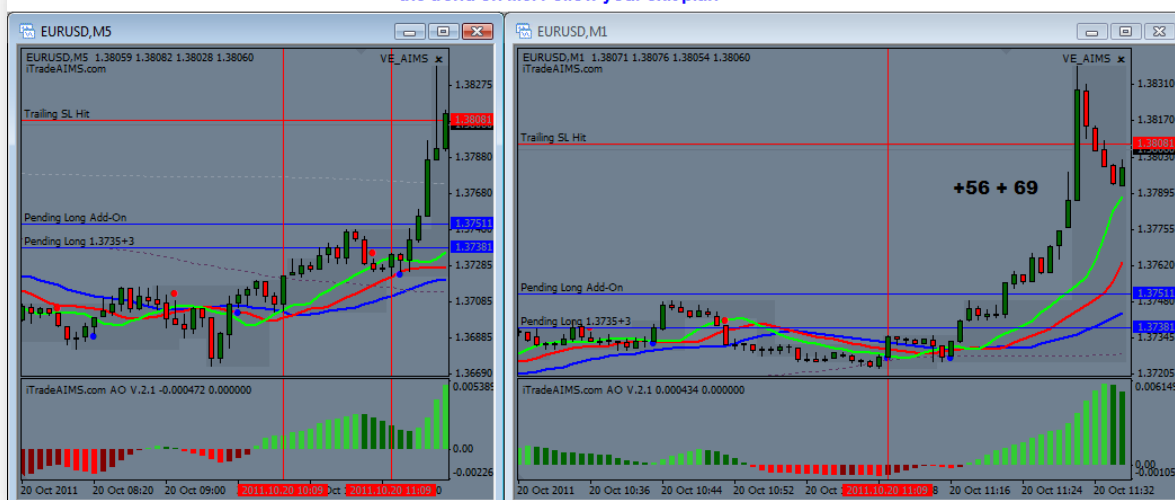 EURUSD,M5
EURUSD,M5 1.38059 1.38082 1.38028 1.38060
VE_AIMS x
iTradeAIMS.com
1.38275
Trailing SL Hit
1.38081
1.37880
1.37680
Pending Long Add-On
1.37511
1.37480
Pending Long 1.3735+3
1.37381
1.37285
1.37085
1.36885
1.36690
iTradeAIMS.com AO V.2.1 -0.000472 0.000000
0.005385
0.00
-0.00226
20 Oct 2011
20 Oct 08:20
20 Oct 09:00
2011.10.20 10:09
2011.10.20 11:09
EURUSD,M1
EURUSD,M1 1.38071 1.38076 1.38054 1.38060
VE_AIMS x
iTradeAIMS.com
1.38310
1.38170
Trailing SL Hit
1.38081
1.38030
+56 + 69
1.37895
1.37755
1.37620
Pending Long Add-On
1.37511
1.37480
Pending Long 1.3735+3
1.37381
1.37345
1.37205
iTradeAIMS.com AO V.2.1 0.000434 0.000000
0.006145
0.00
-0.00105
20 Oct 2011
20 Oct 10:36
20 Oct 10:44
20 Oct 10:52
20 Oct 11:00
2011.10.20 11:09
20 Oct 11:16
20 Oct 11:24
20 Oct 11:32